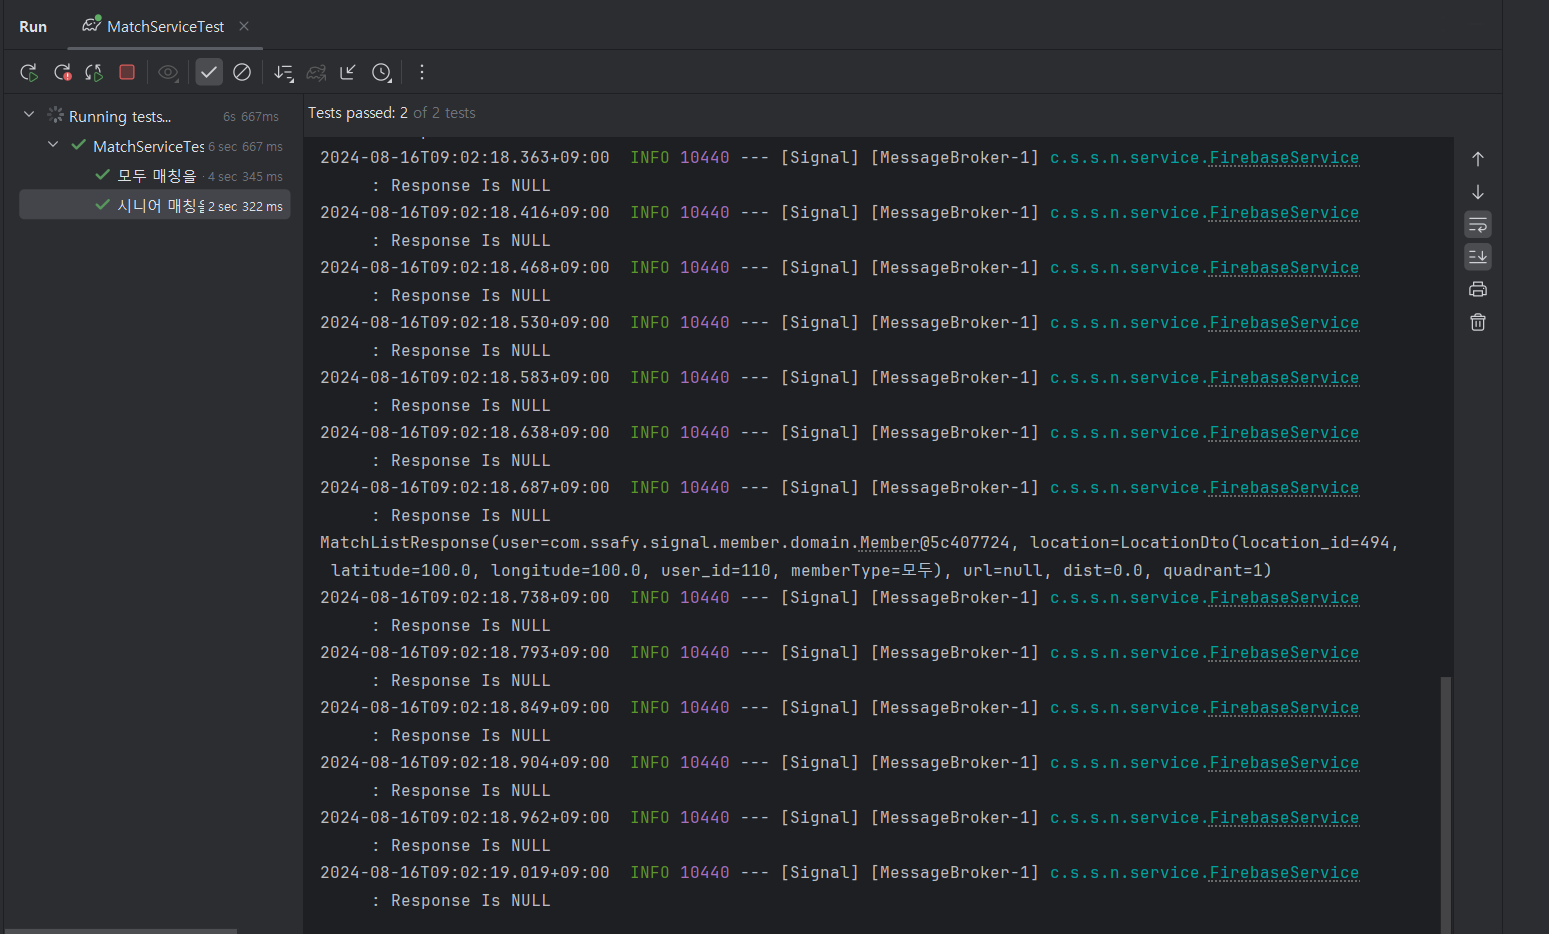 Run
MatchServiceTest
Running tests... 6s 667ms
MatchServiceTes 6 sec 667 ms
모두 매칭을 4 sec 345 ms
시니어 매칭을 2 sec 322 ms
Tests passed: 2 of 2 tests
2024-08-16T09:02:18.363+09:00 INFO 10440 --- [Signal] [MessageBroker-1] c.s.s.n.service.FirebaseService
: Response Is NULL
2024-08-16T09:02:18.416+09:00 INFO 10440 --- [Signal] [MessageBroker-1] c.s.s.n.service.FirebaseService
: Response Is NULL
2024-08-16T09:02:18.468+09:00 INFO 10440 --- [Signal] [MessageBroker-1] c.s.s.n.service.FirebaseService
: Response Is NULL
2024-08-16T09:02:18.530+09:00 INFO 10440 --- [Signal] [MessageBroker-1] c.s.s.n.service.FirebaseService
: Response Is NULL
2024-08-16T09:02:18.583+09:00 INFO 10440 --- [Signal] [MessageBroker-1] c.s.s.n.service.FirebaseService
: Response Is NULL
2024-08-16T09:02:18.638+09:00 INFO 10440 --- [Signal] [MessageBroker-1] c.s.s.n.service.FirebaseService
: Response Is NULL
2024-08-16T09:02:18.687+09:00 INFO 10440 --- [Signal] [MessageBroker-1] c.s.s.n.service.FirebaseService
: Response Is NULL
MatchListResponse(user=com.ssafy.signal.member.domain.Member@5c407724, location=LocationDto(location_id=494,
latitude=100.0, longitude=100.0, user_id=110, memberType=모두), url=null, dist=0.0, quadrant=1)
2024-08-16T09:02:18.738+09:00 INFO 10440 --- [Signal] [MessageBroker-1] c.s.s.n.service.FirebaseService
: Response Is NULL
2024-08-16T09:02:18.793+09:00 INFO 10440 --- [Signal] [MessageBroker-1] c.s.s.n.service.FirebaseService
: Response Is NULL
2024-08-16T09:02:18.849+09:00 INFO 10440 --- [Signal] [MessageBroker-1] c.s.s.n.service.FirebaseService
: Response Is NULL
2024-08-16T09:02:18.904+09:00 INFO 10440 --- [Signal] [MessageBroker-1] c.s.s.n.service.FirebaseService
: Response Is NULL
2024-08-16T09:02:18.962+09:00 INFO 10440 --- [Signal] [MessageBroker-1] c.s.s.n.service.FirebaseService
: Response Is NULL
2024-08-16T09:02:19.019+09:00 INFO 10440 --- [Signal] [MessageBroker-1] c.s.s.n.service.FirebaseService
: Response Is NULL